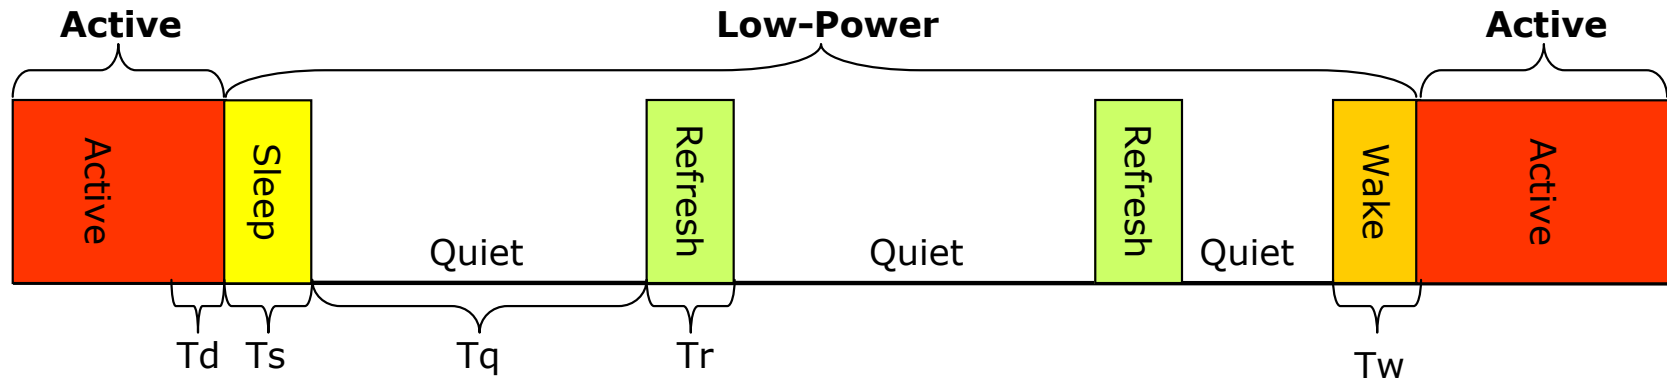 Active
Low-Power
Active
Active
Sleep
Quiet
Refresh
Quiet
Refresh
Quiet
Wake
Active
Td
Ts
Tq
Tr
Tw